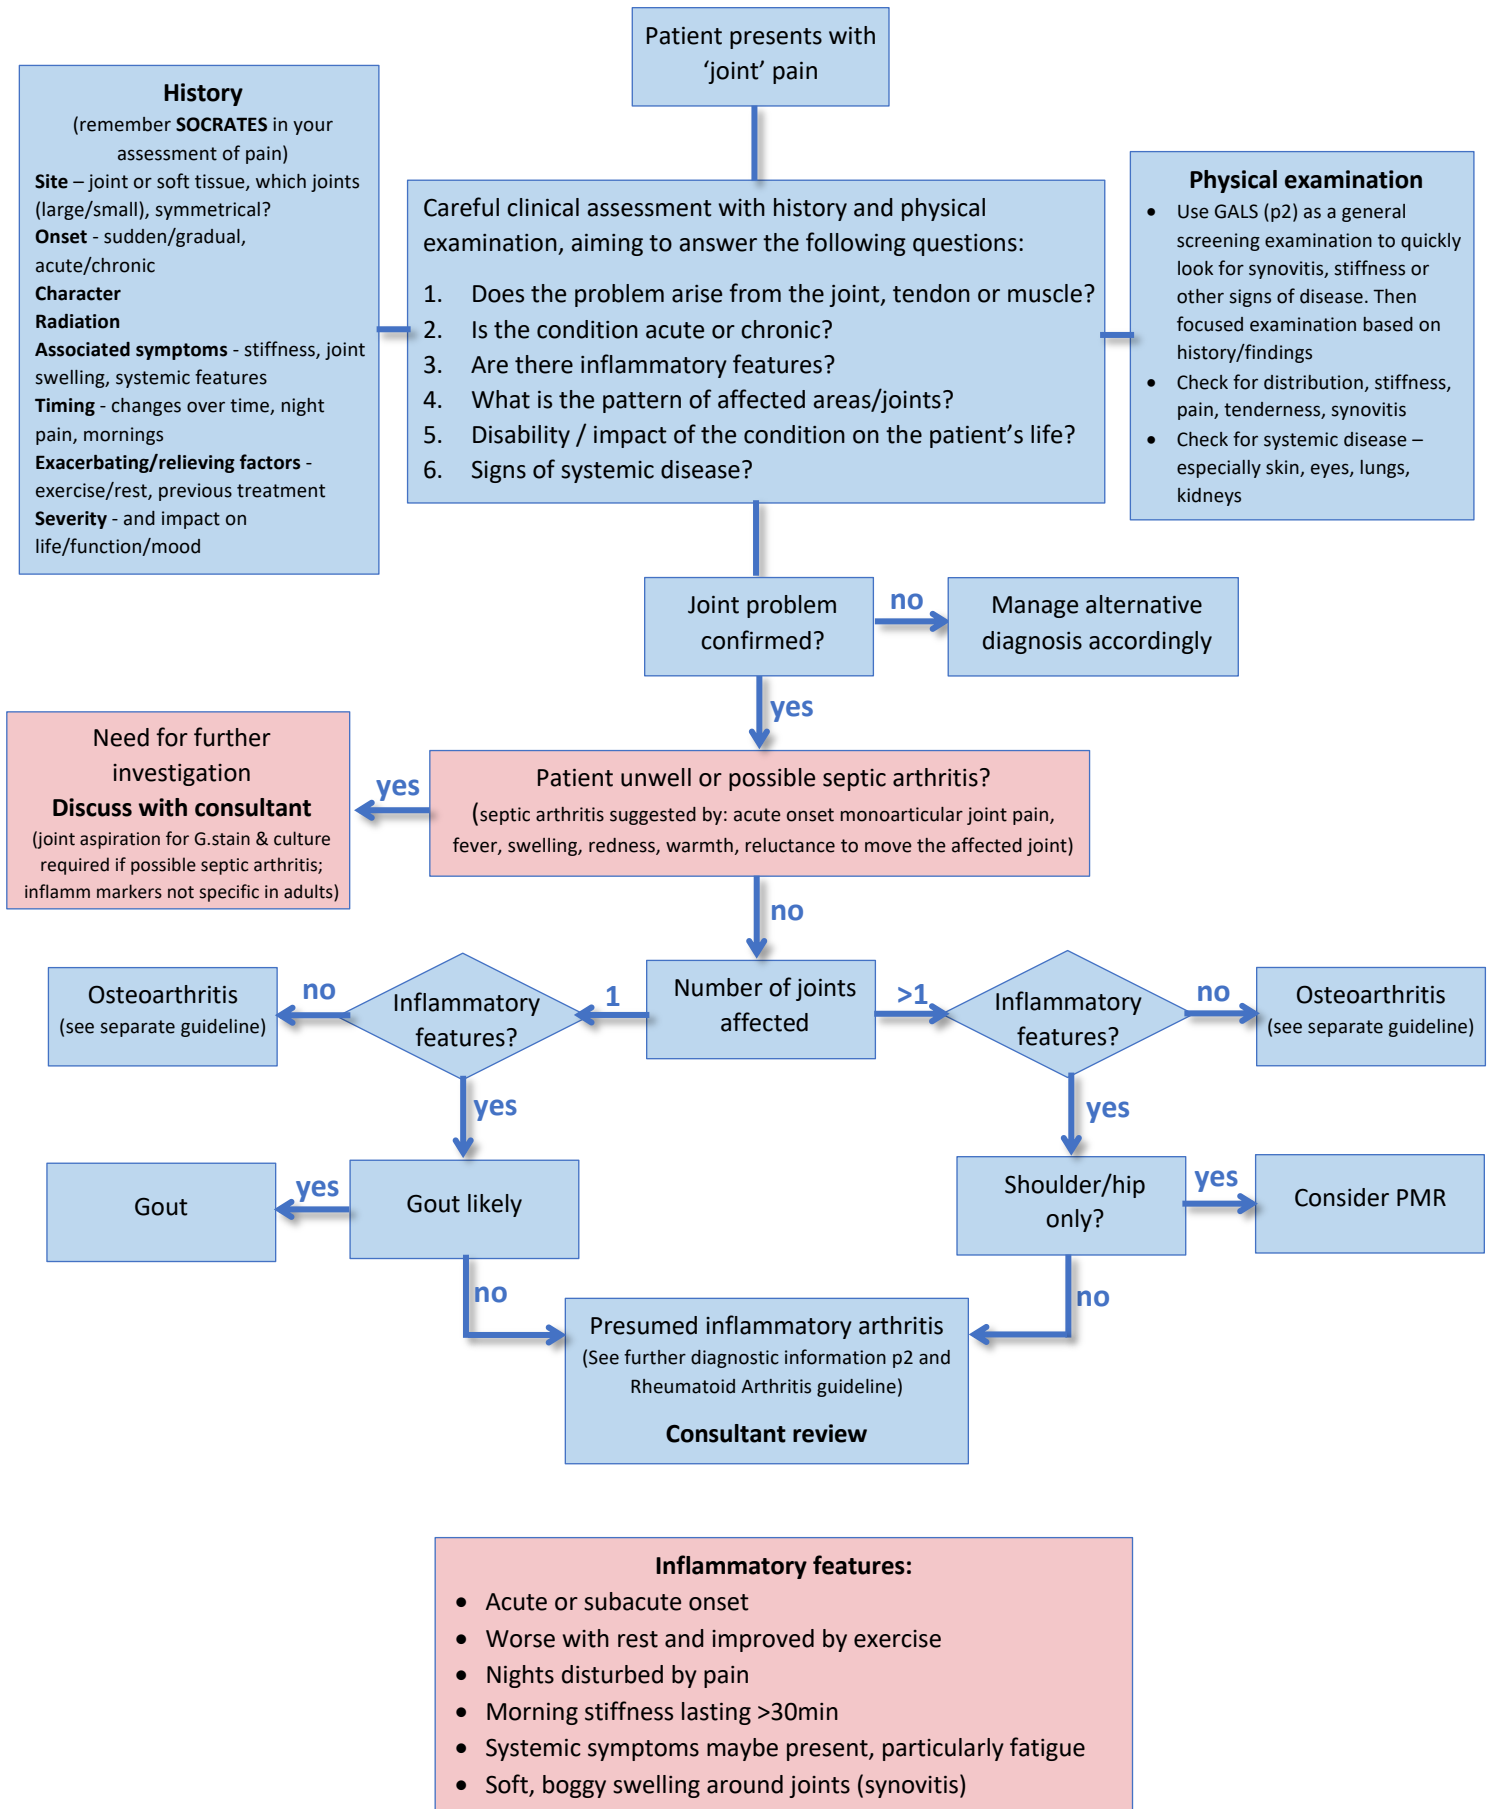 Patient presents with
‘joint’ pain
History
(remember SOCRATES in your
assessment of pain)
Site – joint or soft tissue, which joints
(large/small), symmetrical?
Onset - sudden/gradual,
acute/chronic
Character
Radiation
Associated symptoms - stiffness, joint
swelling, systemic features
Timing - changes over time, night
pain, mornings
Exacerbating/relieving factors -
exercise/rest, previous treatment
Severity - and impact on
life/function/mood
Careful clinical assessment with history and physical
examination, aiming to answer the following questions:
1. Does the problem arise from the joint, tendon or muscle?
2. Is the condition acute or chronic?
3. Are there inflammatory features?
4. What is the pattern of affected areas/joints?
5. Disability / impact of the condition on the patient’s life?
6. Signs of systemic disease?
Physical examination
• Use GALS (p2) as a general
screening examination to quickly
look for synovitis, stiffness or
other signs of disease. Then
focused examination based on
history/findings
• Check for distribution, stiffness,
pain, tenderness, synovitis
• Check for systemic disease –
especially skin, eyes, lungs,
kidneys
Joint problem
confirmed?
no
Manage alternative
diagnosis accordingly
yes
Need for further
investigation
Discuss with consultant
(joint aspiration for G.stain & culture
required if possible septic arthritis;
inflamm markers not specific in adults)
yes
Patient unwell or possible septic arthritis?
(septic arthritis suggested by: acute onset monoarticular joint pain,
fever, swelling, redness, warmth, reluctance to move the affected joint)
no
Osteoarthritis
(see separate guideline)
no
Inflammatory
features?
1
Number of joints
affected
>1
Inflammatory
features?
no
Osteoarthritis
(see separate guideline)
yes
yes
Gout
yes
Gout likely
Shoulder/hip
only?
yes
Consider PMR
no
no
Presumed inflammatory arthritis
(See further diagnostic information p2 and
Rheumatoid Arthritis guideline)
Consultant review
Inflammatory features:
• Acute or subacute onset
• Worse with rest and improved by exercise
• Nights disturbed by pain
• Morning stiffness lasting >30min
• Systemic symptoms maybe present, particularly fatigue
• Soft, boggy swelling around joints (synovitis)